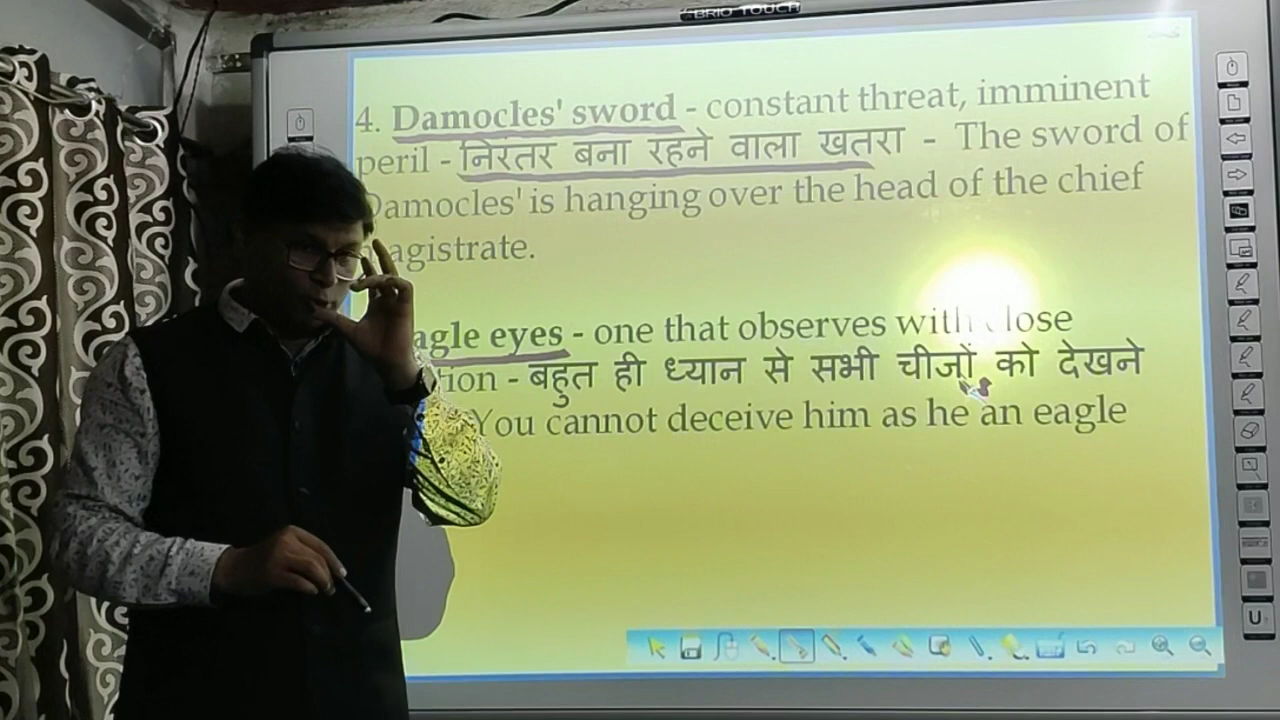 BRIO TOUCH
4. Damocles' sword - constant threat, imminent
peril - निरंतर बना रहने वाला खतरा - The sword of
Damocles' is hanging over the head of the chief
magistrate.
agle eyes - one that observes with close
tion - बहुत ही ध्यान से सभी चीजों को देखने
You cannot deceive him as he an eagle